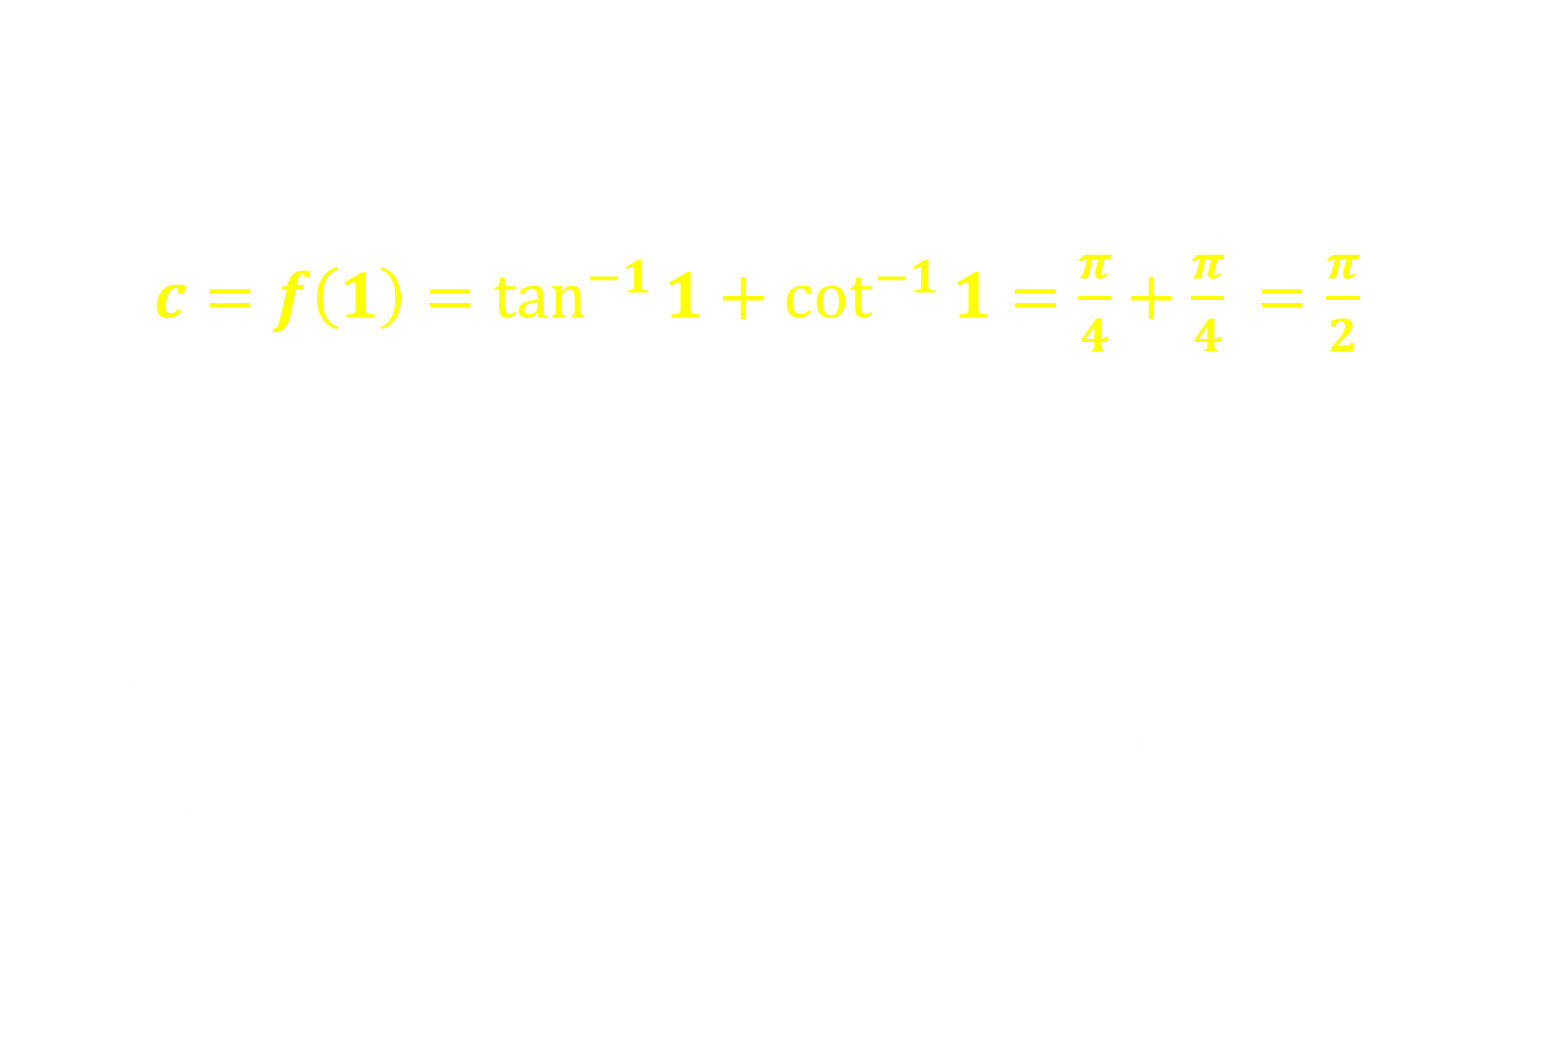 c = f(1) = tan⁻¹ 1 + cot⁻¹ 1 = π/4 + π/4 = π/2